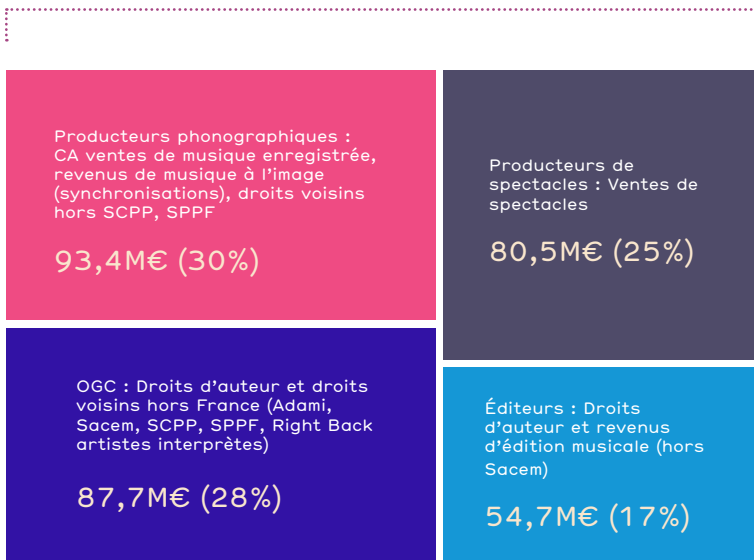 Producteurs phonographiques :
CA ventes de musique enregistrée,
revenus de musique à l'image
(synchronisations), droits voisins
hors SCPP, SPPF
93,4M€ (30%)
Producteurs de
spectacles : Ventes de
spectacles
80,5M€ (25%)
OGC : Droits d'auteur et droits
voisins hors France (Adami,
Sacem, SCPP, SPPF, Right Back
artistes interprètes)
87,7M€ (28%)
Éditeurs : Droits
d'auteur et revenus
d'édition musicale (hors
Sacem)
54,7M€ (17%)